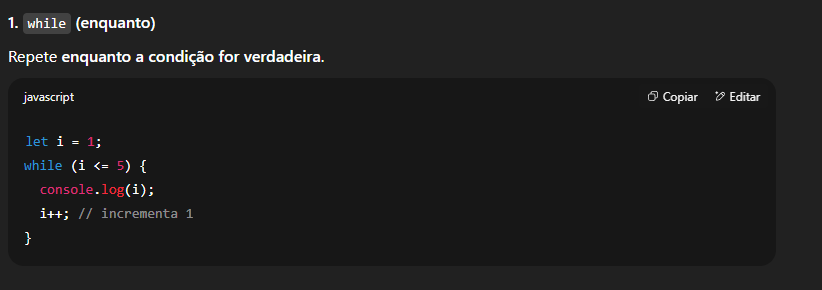 1. while (enquanto)
Repete enquanto a condição for verdadeira.
javascript
Copiar
Editar
let i = 1;
while (i <= 5) {
  console.log(i);
  i++; // incrementa 1
}